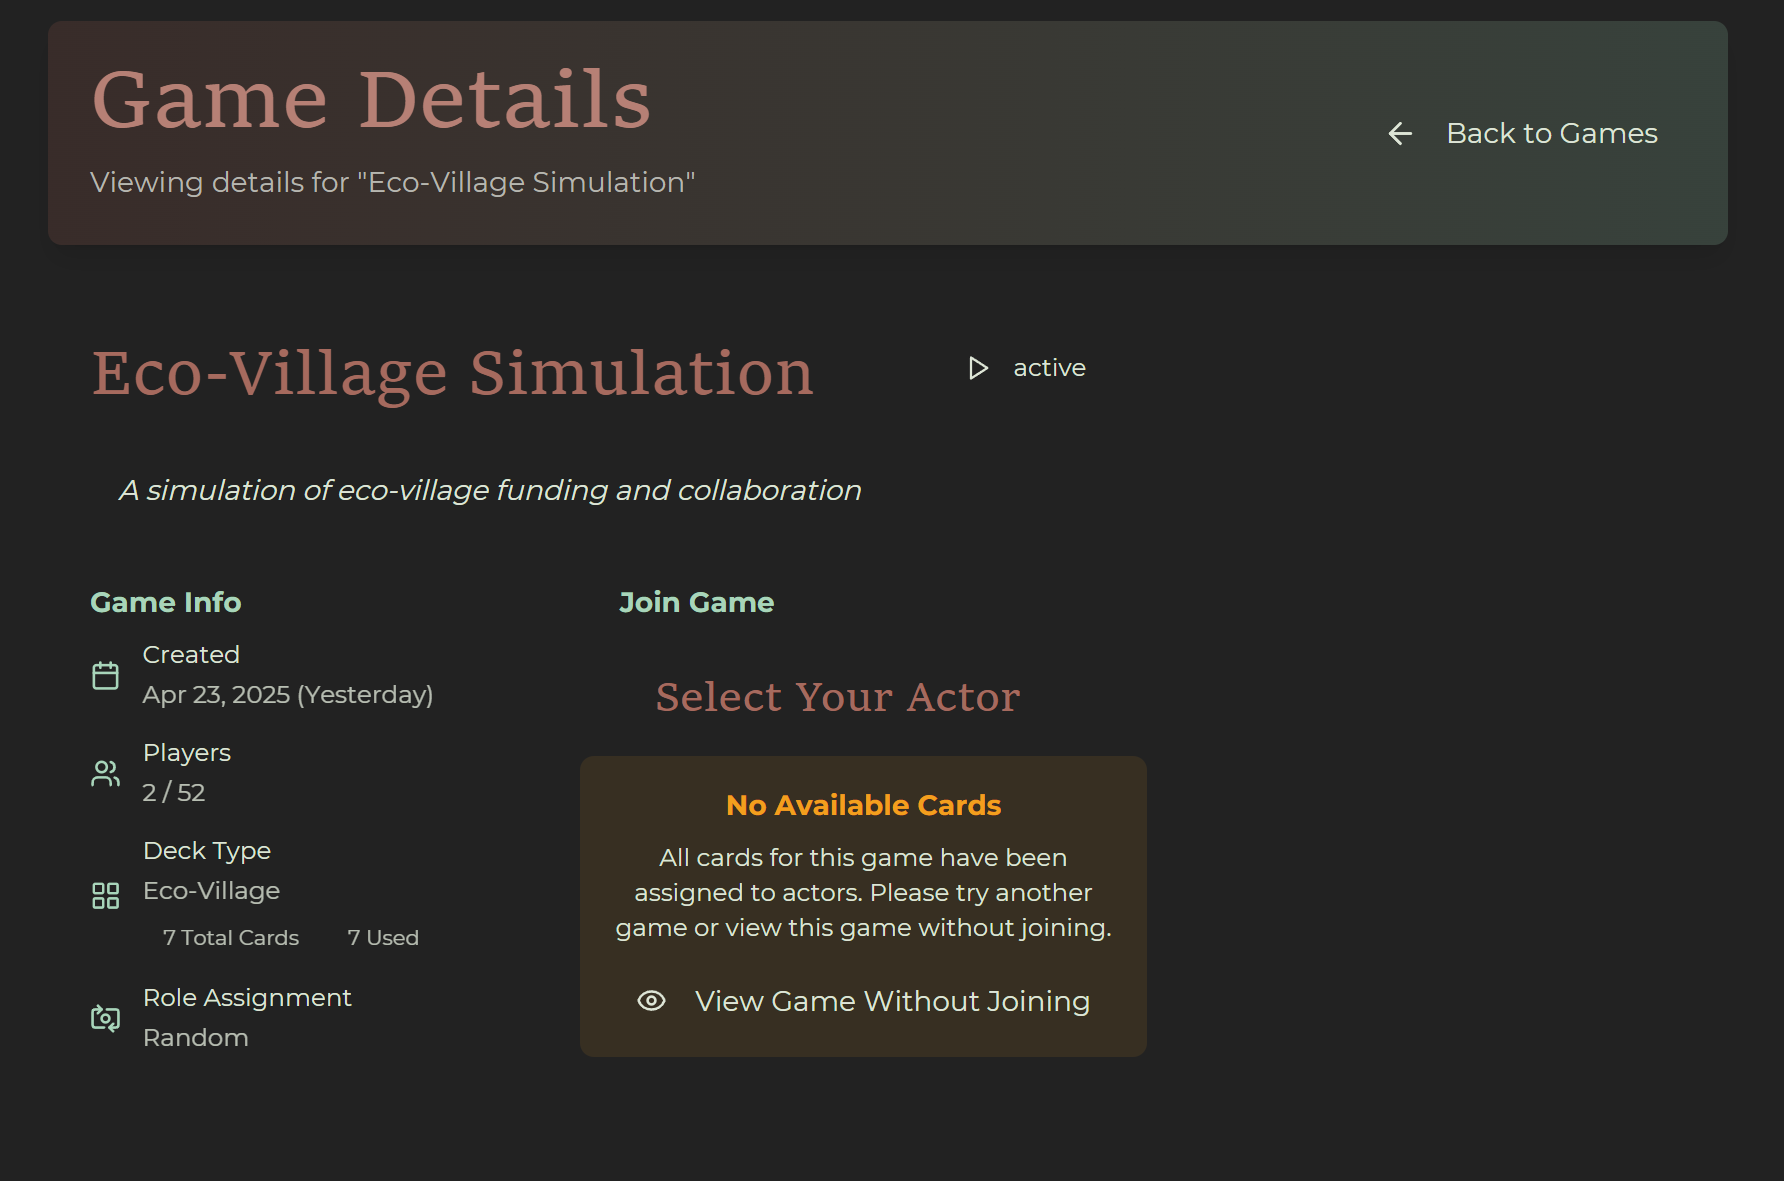 Game Details
Viewing details for "Eco-Village Simulation"
Back to Games
Eco-Village Simulation
active
A simulation of eco-village funding and collaboration
Game Info
Created
Apr 23, 2025 (Yesterday)
Players
2 / 52
Deck Type
Eco-Village
7 Total Cards
7 Used
Role Assignment
Random
Join Game
Select Your Actor
No Available Cards
All cards for this game have been
assigned to actors. Please try another
game or view this game without joining.
View Game Without Joining